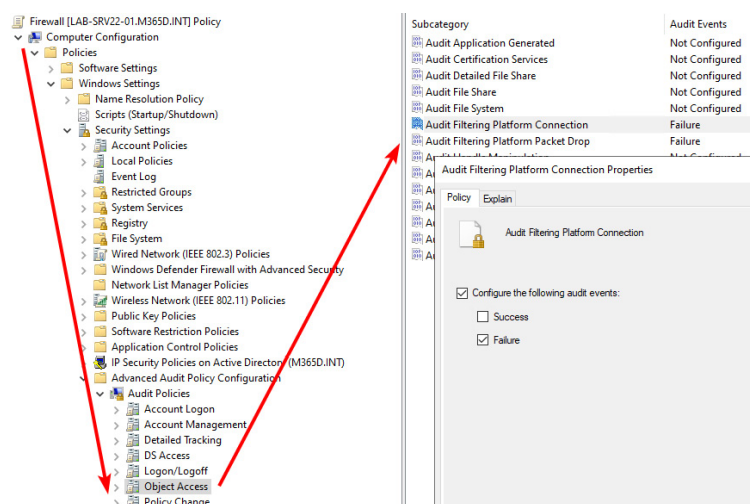 Firewall [LAB-SRV22-01.M365D.INT] Policy
Computer Configuration
Policies
Software Settings
Windows Settings
Name Resolution Policy
Scripts (Startup/Shutdown)
Security Settings
Account Policies
Local Policies
Event Log
Restricted Groups
System Services
Registry
File System
Wired Network (IEEE 802.3) Policies
Windows Defender Firewall with Advanced Security
Network List Manager Policies
Wireless Network (IEEE 802.11) Policies
Public Key Policies
Software Restriction Policies
Application Control Policies
IP Security Policies on Active Directory (M365D.INT)
Advanced Audit Policy Configuration
Audit Policies
Account Logon
Account Management
Detailed Tracking
DS Access
Logon/Logoff
Object Access
Policy Change
Subcategory Audit Events
Audit Application Generated Not Configured
Audit Certification Services Not Configured
Audit Detailed File Share Not Configured
Audit File Share Not Configured
Audit File System Not Configured
Audit Filtering Platform Connection Failure
Audit Filtering Platform Packet Drop Failure
Audit Filtering Platform Connection Properties
Policy Explain
Audit Filtering Platform Connection
Configure the following audit events:
Success
Failure